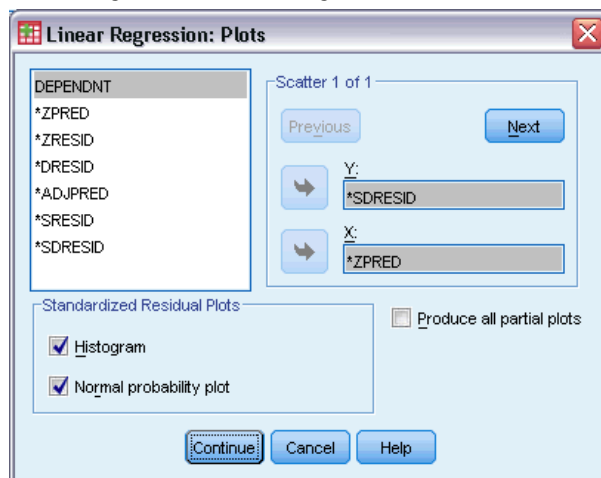 Linear Regression: Plots
DEPENDNT
*ZPRED
*ZRESID
*DRESID
*ADJPRED
*SRESID
*SDRESID
Scatter 1 of 1
Previous
Next
Y:
*SDRESID
X:
*ZPRED
Standardized Residual Plots
Histogram
Normal probability plot
Produce all partial plots
Continue
Cancel
Help